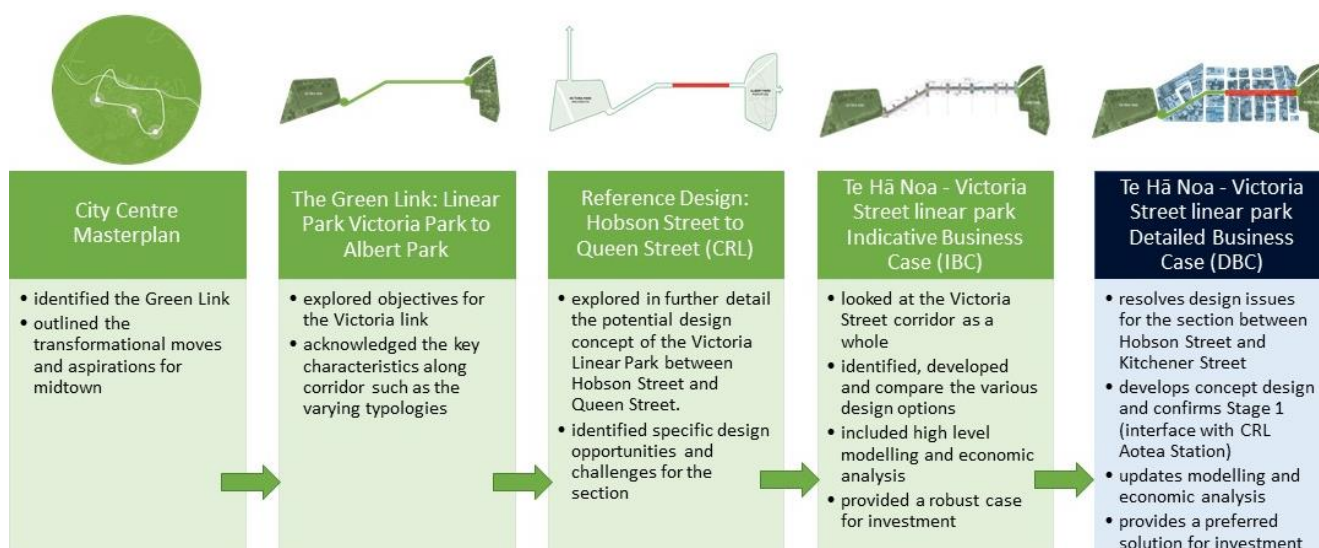 City Centre
Masterplan
• identified the Green Link
• outlined the
transformational moves
and aspirations for
midtown
The Green Link: Linear
Park Victoria Park to
Albert Park
• explored objectives for
the Victoria link
• acknowledged the key
characteristics along
corridor such as the
varying typologies
Reference Design:
Hobson Street to
Queen Street (CRL)
• explored in further detail
the potential design
concept of the Victoria
Linear Park between
Hobson Street and
Queen Street.
• identified specific design
opportunities and
challenges for the
section
Te Hā Noa - Victoria
Street linear park
Indicative Business
Case (IBC)
• looked at the Victoria
Street corridor as a
whole
• identified, developed
and compare the various
design options
• included high level
modelling and economic
analysis
• provided a robust case
for investment
Te Hā Noa - Victoria
Street linear park
Detailed Business
Case (DBC)
• resolves design issues
for the section between
Hobson Street and
Kitchener Street
• develops concept design
and confirms Stage 1
(interface with CRL
Aotea Station)
• updates modelling and
economic analysis
• provides a preferred
solution for investment